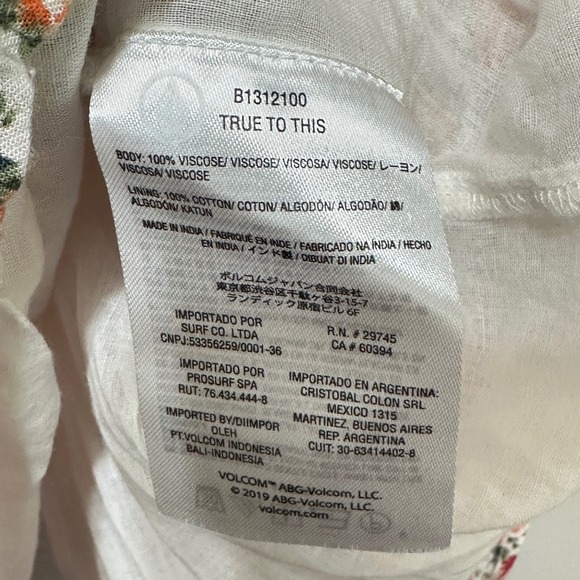 B1312100
TRUE TO THIS
BODY: 100% VISCOSE/ VISCOSE/ VISCOSA/ VISCOSE/ レーヨン/
VISCOSA/ VISCOSE
LINING: 100% COTTON/ COTON/ ALGODÓN/ ALGODÃO/ 綿/
ALGODÓN/ KATUN
MADE IN INDIA / FABRIQUÉ EN INDE / FABRICADO NA ÍNDIA / HECHO
EN INDIA / インド製 / DIBUAT DI INDIA
ボルコムジャパン合同会社
東京都渋谷区千駄ヶ谷3-15-7
ランディック原宿ビル 6F
IMPORTADO POR
SURF CO. LTDA
CNPJ:53356259/0001-36
R.N. # 29745
CA # 60394
IMPORTADO POR
PROSURF SPA
RUT: 76.434.444-8
IMPORTADO EN ARGENTINA:
CRISTOBAL COLON SRL
MEXICO 1315
MARTINEZ, BUENOS AIRES
REP. ARGENTINA
CUIT: 30-63414402-8
IMPORTED BY/DIIMPOR
OLEH
PT.VOLCOM INDONESIA
BALI-INDONESIA
VOLCOM™ ABG-Volcom, LLC.
© 2019 ABG-Volcom, LLC.
volcom.com